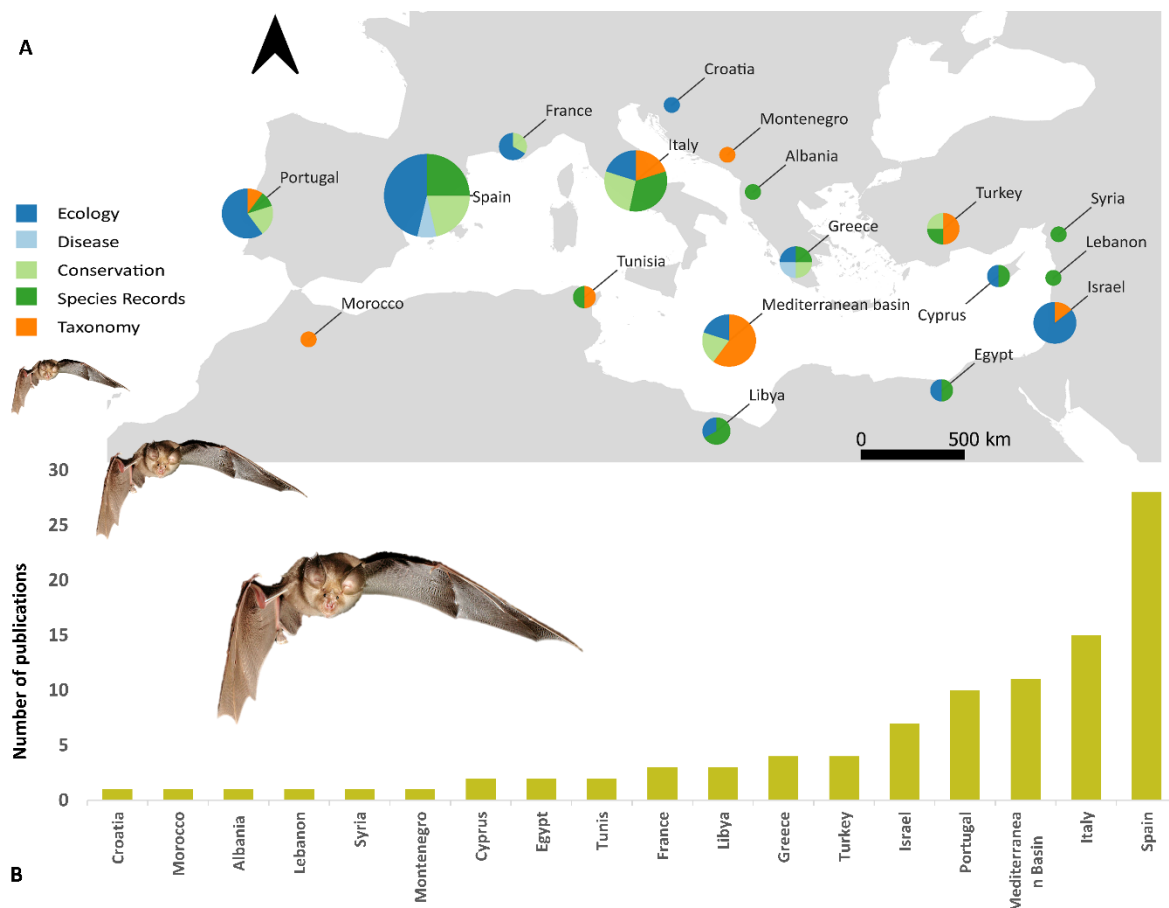 A
Croatia
France
Montenegro
Italy
Albania
Portugal
Spain
Turkey
Syria
Greece
Lebanon
Tunisia
Israel
Morocco
Mediterranean basin
Cyprus
Egypt
Libya
Ecology
Disease
Conservation
Species Records
Taxonomy
0 500 km
Number of publications
30
25
20
15
10
5
0
Croatia
Morocco
Albania
Lebanon
Syria
Montenegro
Cyprus
Egypt
Tunis
France
Libya
Greece
Turkey
Israel
Portugal
Mediterranea
n Basin
Italy
Spain
B